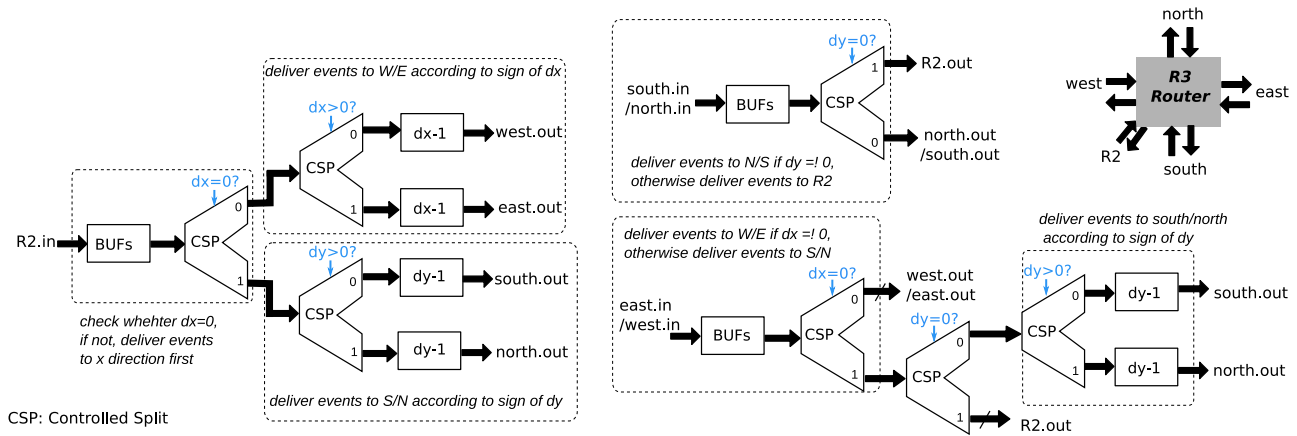 deliver events to W/E according to sign of dx
dx>0?
0
CSP
1
dx-1
west.out
dx-1
east.out
dx=0?
0
R2.in
BUFs
CSP
1
check whehter dx=0,
if not, deliver events
to x direction first
dy>0?
0
CSP
1
dy-1
south.out
dy-1
north.out
deliver events to S/N according to sign of dy
CSP: Controlled Split
dy=0?
1
R2.out
south.in
/north.in
BUFs
CSP
0
north.out
/south.out
deliver events to N/S if dy =! 0,
otherwise deliver events to R2
north
west
R3
Router
east
R2
south
deliver events to W/E if dx =! 0,
otherwise deliver events to S/N
dx=0?
0
west.out
/east.out
east.in
/west.in
BUFs
CSP
1
dy=0?
0
CSP
1
R2.out
deliver events to south/north
according to sign of dy
dy>0?
0
CSP
1
dy-1
south.out
dy-1
north.out